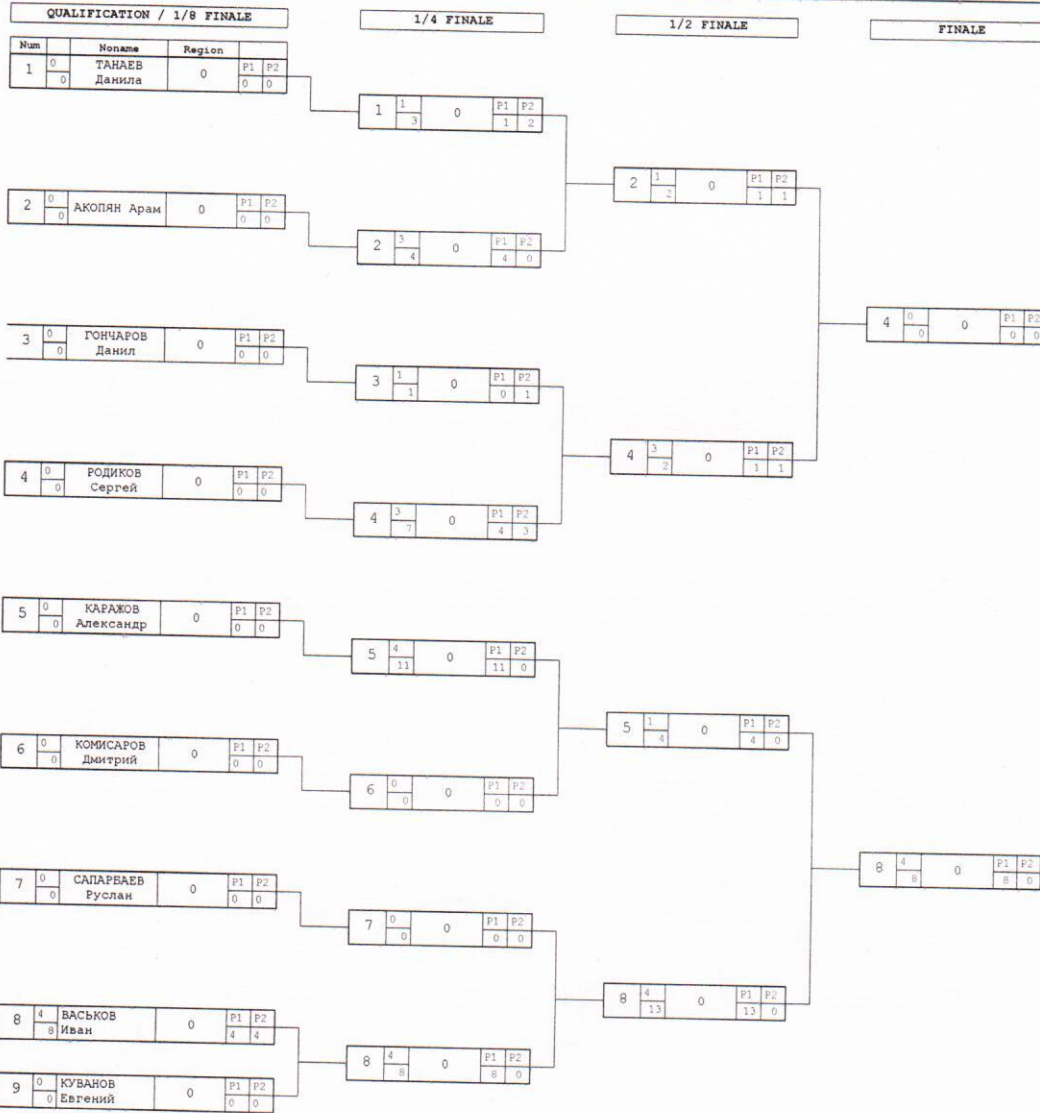 QUALIFICATION / 1/8 FINALE
1/4 FINALE
1/2 FINALE
FINALE
Num Noname Region
1 0 0 ТАНАЕВ Данила 0 P1 P2 0 0
1 1 3 0 P1 P2 1 2
2 1 2 0 P1 P2 1 1
2 0 0 АКОПЯН Арам 0 P1 P2 0 0
2 3 4 0 P1 P2 4 0
4 0 0 0 P1 P2 0 0
3 0 0 ГОНЧАРОВ Данил 0 P1 P2 0 0
3 1 1 0 P1 P2 0 1
4 3 2 0 P1 P2 1 1
4 0 0 РОДИКОВ Сергей 0 P1 P2 0 0
4 3 7 0 P1 P2 4 3
5 0 0 КАРАЖОВ Александр 0 P1 P2 0 0
5 4 11 0 P1 P2 11 0
5 1 4 0 P1 P2 4 0
6 0 0 КОМИСАРОВ Дмитрий 0 P1 P2 0 0
6 0 0 0 P1 P2 0 0
8 4 8 0 P1 P2 8 0
7 0 0 САПАРБАЕВ Руслан 0 P1 P2 0 0
7 0 0 0 P1 P2 0 0
8 4 13 0 P1 P2 13 0
8 4 8 ВАСЬКОВ Иван 0 P1 P2 4 4
8 4 8 0 P1 P2 8 0
9 0 0 КУВАНОВ Евгений 0 P1 P2 0 0